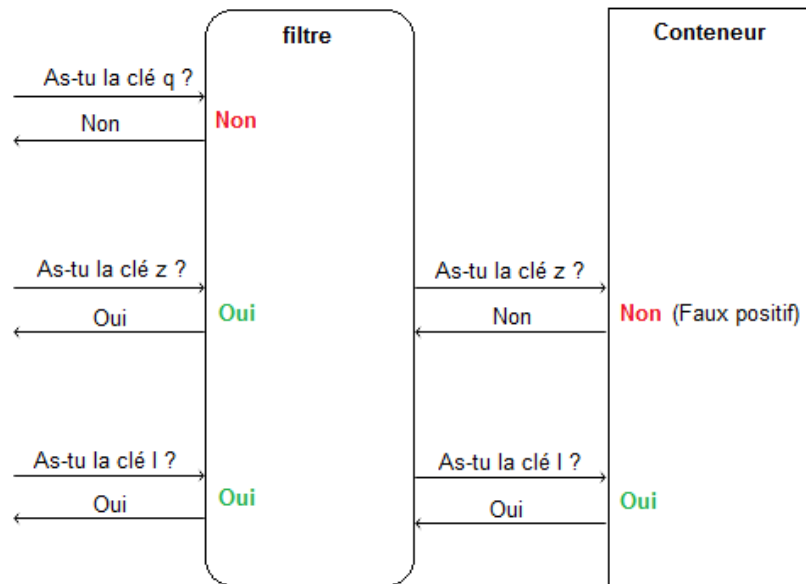 filtre
Conteneur
As-tu la clé q ?
Non
Non
As-tu la clé z ?
As-tu la clé z ?
Oui
Oui
Non
Non (Faux positif)
As-tu la clé l ?
As-tu la clé l ?
Oui
Oui
Oui
Oui